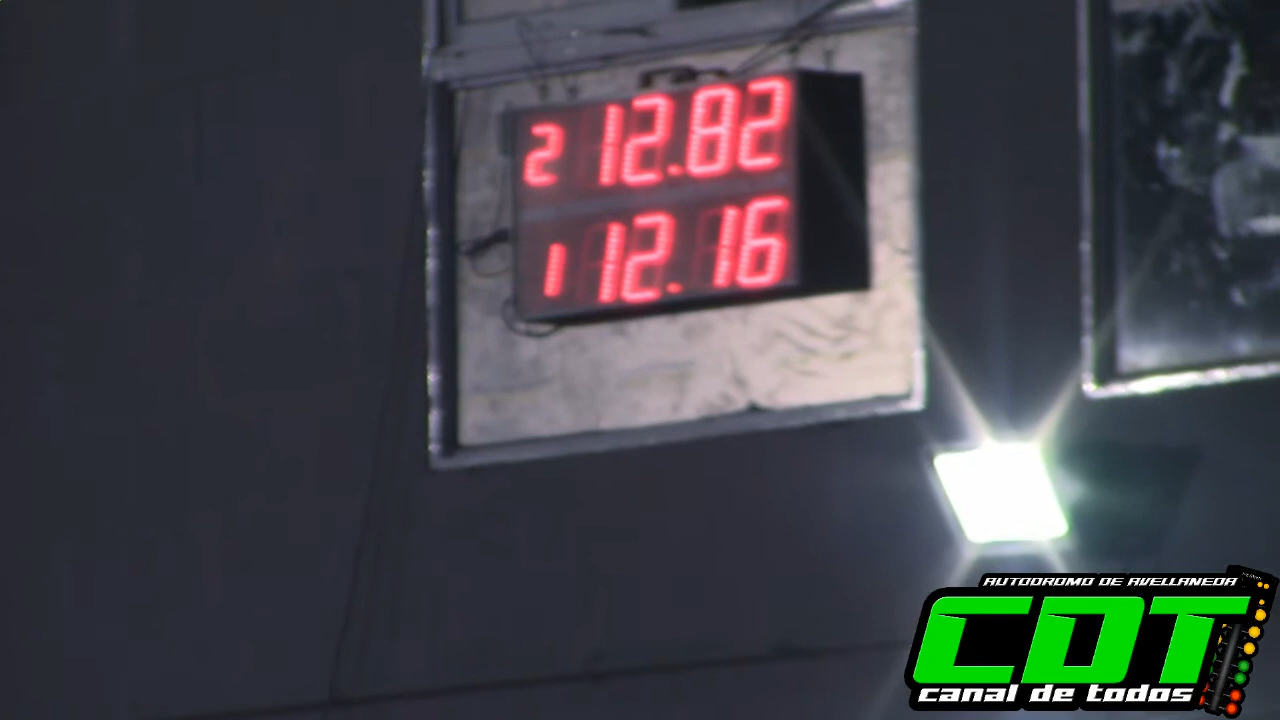 2 12.82
1 12.16
AUTODROMO DE AVELLANEDA
CDT
canal de todos